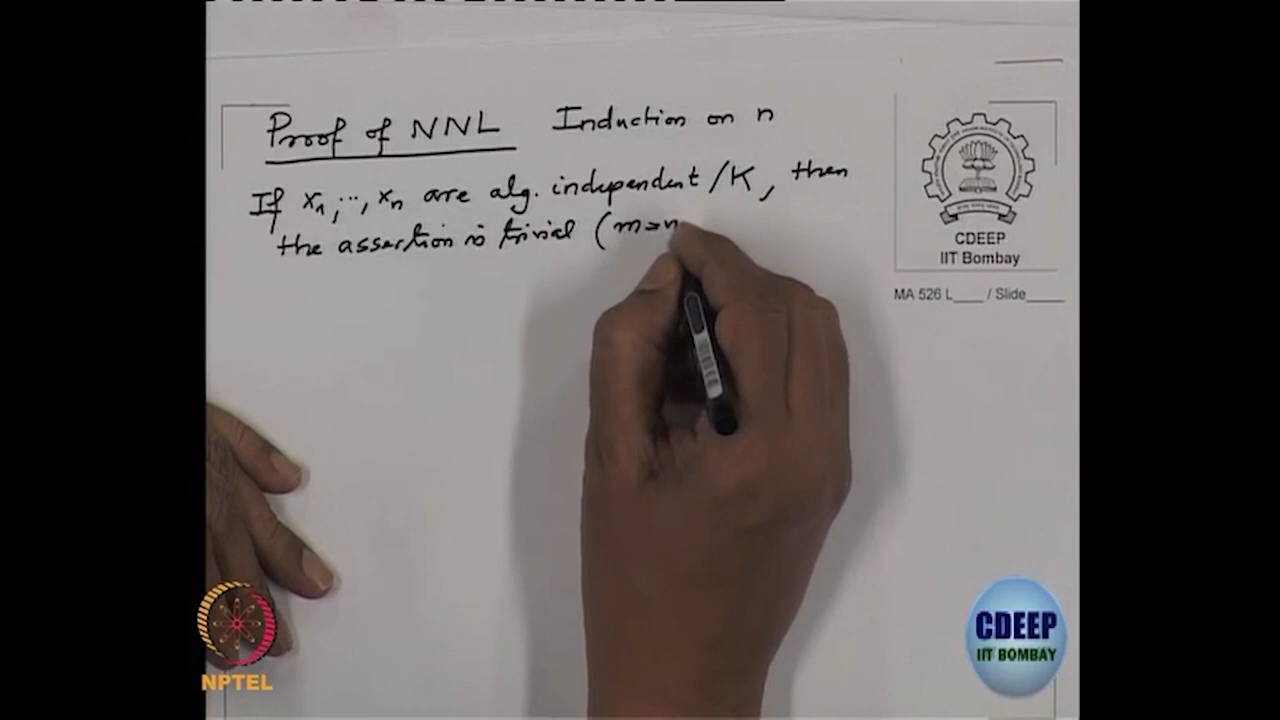 Proof of NNL Induction on n
If x₁, ..., xₙ are alg. independent /K, then
the assertion is trivial (m=n
CDEEP
IIT Bombay
MA 526 L____ / Slide_____
NPTEL
CDEEP
IIT BOMBAY